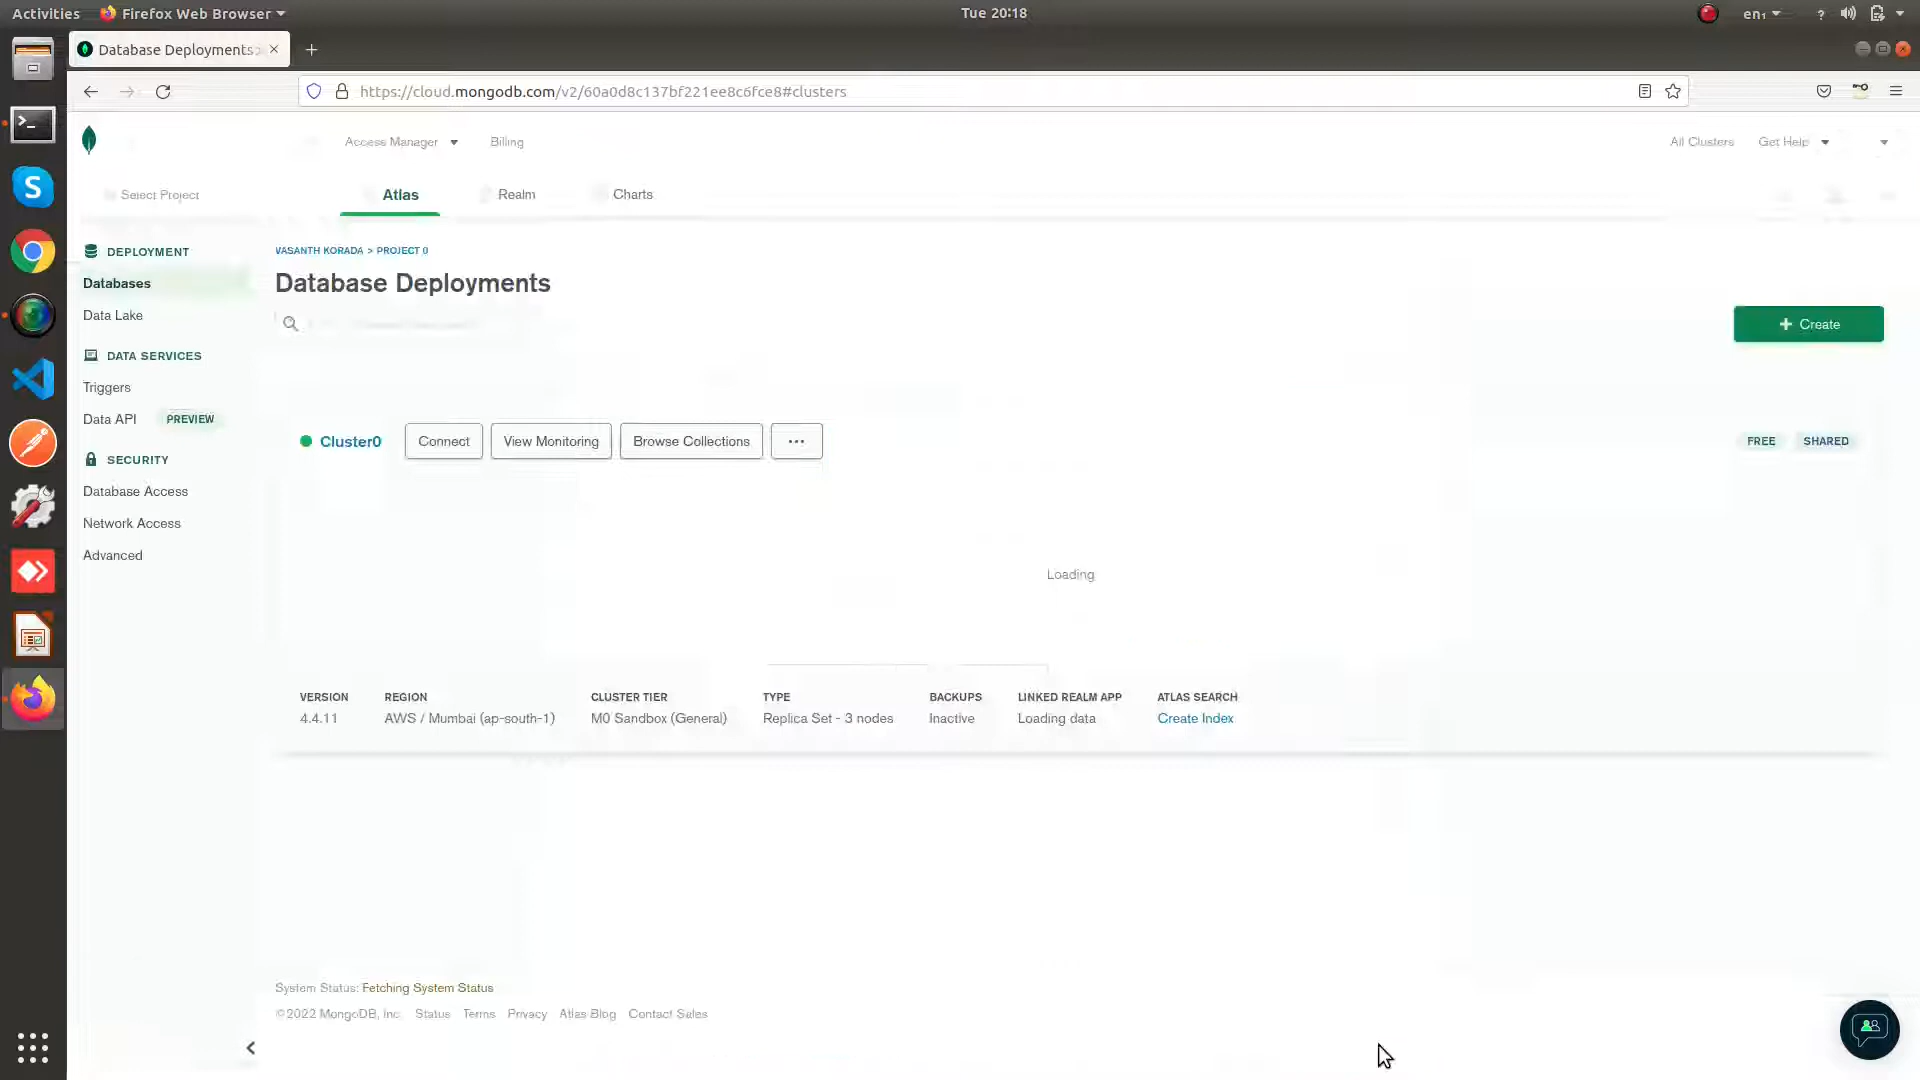 Activities Firefox Web Browser Tue 20:18 en₁ ?
Database Deployments
https://cloud.mongodb.com/v2/60a0d8c137bf221ee8c6fce8#clusters
Access Manager Billing All Clusters Get Help
Select Project Atlas Realm Charts
DEPLOYMENT
Databases
Data Lake
DATA SERVICES
Triggers
Data API PREVIEW
SECURITY
Database Access
Network Access
Advanced
VASANTH KORADA > PROJECT 0
Database Deployments
+ Create
Cluster0 Connect View Monitoring Browse Collections ... FREE SHARED
Loading
VERSION REGION CLUSTER TIER TYPE BACKUPS LINKED REALM APP ATLAS SEARCH
4.4.11 AWS / Mumbai (ap-south-1) M0 Sandbox (General) Replica Set - 3 nodes Inactive Loading data Create Index
System Status: Fetching System Status
©2022 MongoDB, Inc. Status Terms Privacy Atlas Blog Contact Sales